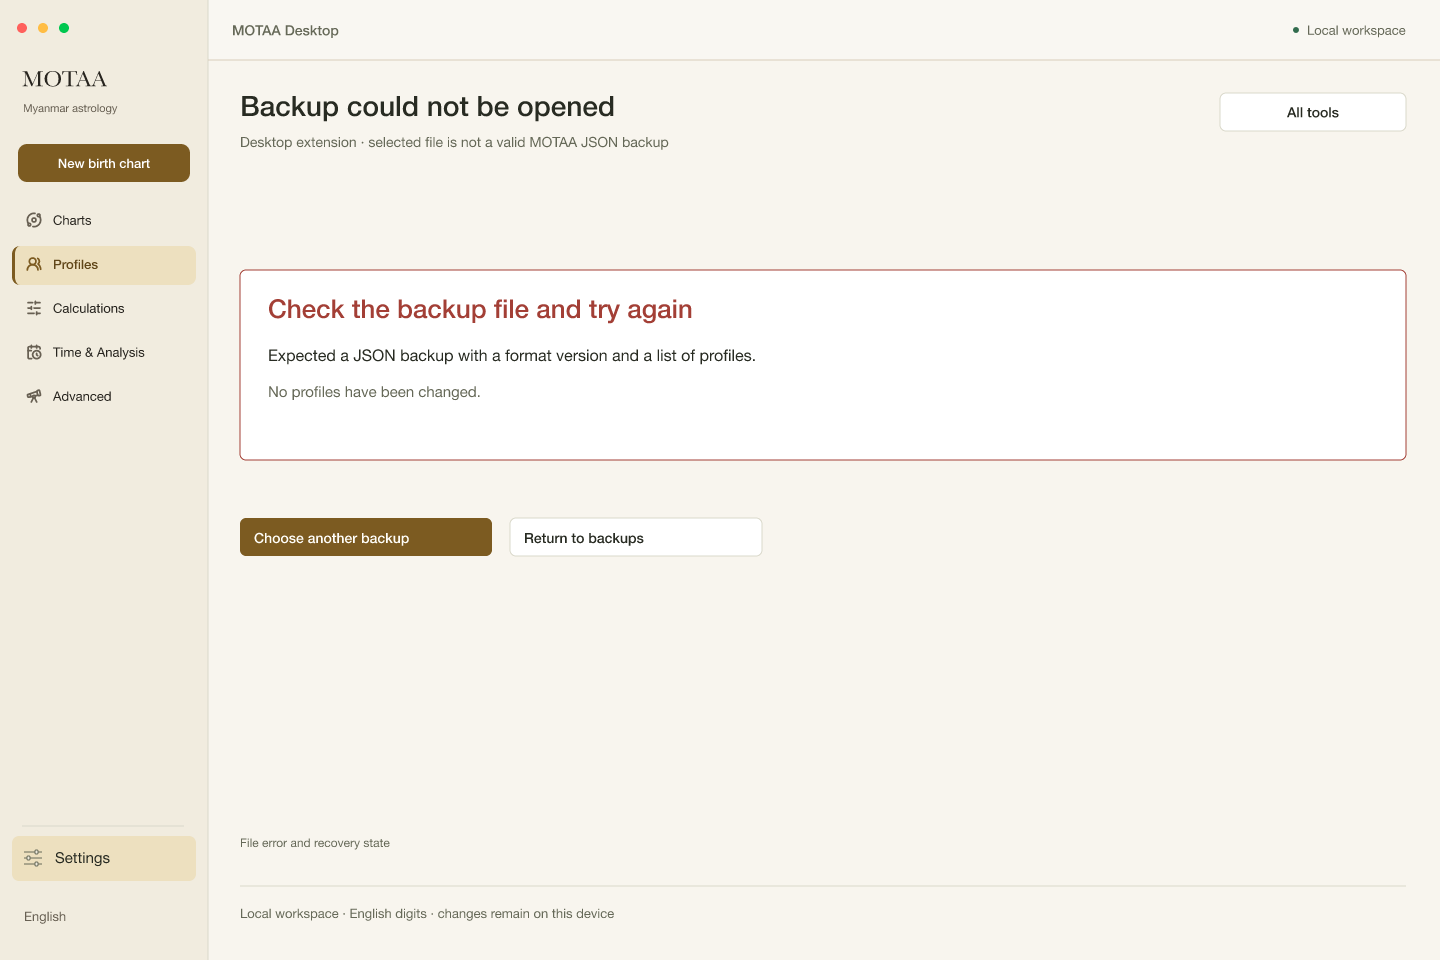 MOTAA Desktop
Local workspace
MOTAA
Myanmar astrology
New birth chart
Charts
Profiles
Calculations
Time & Analysis
Advanced
Settings
English
Backup could not be opened
Desktop extension · selected file is not a valid MOTAA JSON backup
All tools
Check the backup file and try again
Expected a JSON backup with a format version and a list of profiles.
No profiles have been changed.
Choose another backup
Return to backups
File error and recovery state
Local workspace · English digits · changes remain on this device